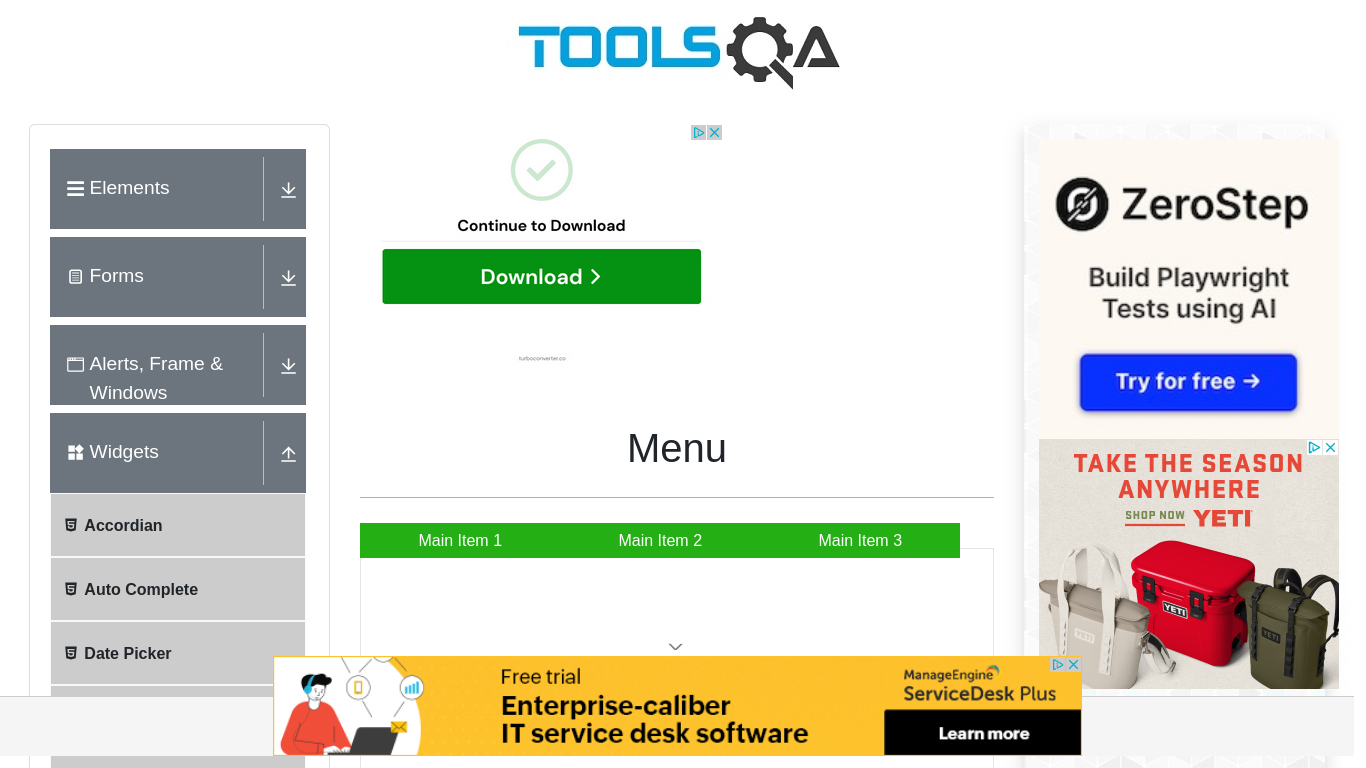 TOOLSQA
Elements
Forms
Alerts, Frame &
Windows
Widgets
Accordian
Auto Complete
Date Picker
Continue to Download
Download
turboconverter.co
Menu
Main Item 1
Main Item 2
Main Item 3
ZeroStep
Build Playwright
Tests using AI
Try for free →
TAKE THE SEASON
ANYWHERE
SHOP NOW YETI
YETI
YETI
YETI
Free trial
Enterprise-caliber
IT service desk software
ManageEngine
ServiceDesk Plus
Learn more